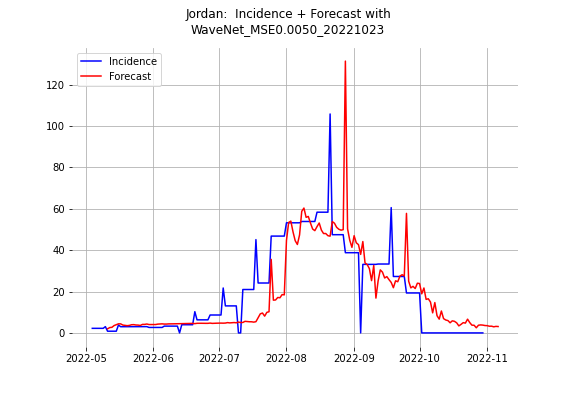 Jordan:  Incidence + Forecast with
WaveNet_MSE0.0050_20221023
Incidence
Forecast
120
100
80
60
40
20
0
2022-05 2022-06 2022-07 2022-08 2022-09 2022-10 2022-11